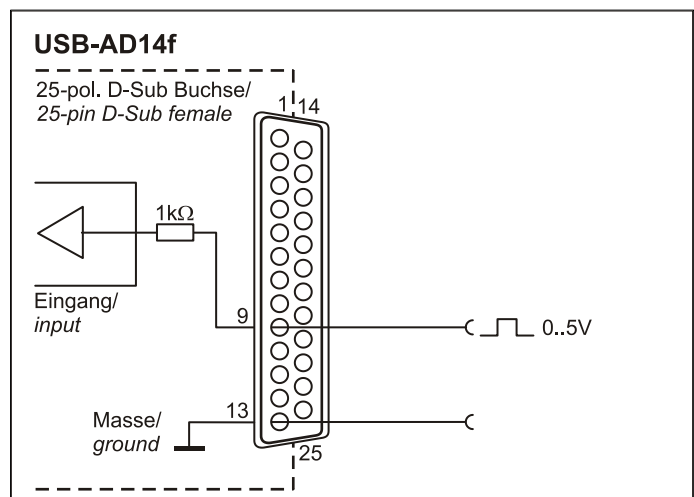 USB-AD14f
25-pol. D-Sub Buchse/
25-pin D-Sub female
1
14
1kΩ
Eingang/
input
9
0..5V
Masse/
ground
13
25